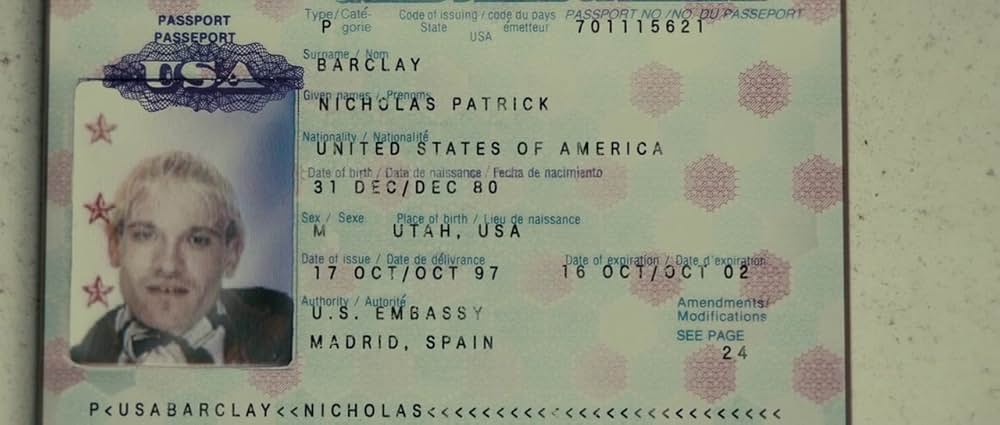 PASSPORT
PASSEPORT
USA
Type/Caté-
gorie
P
Code of issuing / code du pays
State émetteur
USA
PASSPORT NO./NO. DU PASSEPORT
701115621
Surname / Nom
BARCLAY
Given names / Prenoms
NICHOLAS PATRICK
Nationality / Nationalité
UNITED STATES OF AMERICA
Date of birth / Date de naissance / Fecha de nacimiento
31 DEC/DEC 80
Sex / Sexe
M
Place of birth / Lieu de naissance
UTAH, USA
Date of issue / Date de délivrance
17 OCT/OCT 97
Date of expiration / Date d'expiration
16 OCT/OCT 02
Authority / Autorité
U.S. EMBASSY
MADRID, SPAIN
Amendments/
Modifications
SEE PAGE
24
P<USABARCLAY<<NICHOLAS<<<<<<<<<<<<<<<<<<<<<<<<<<